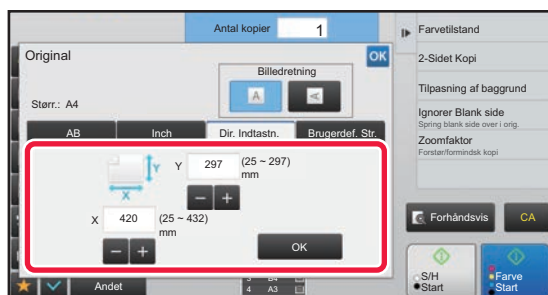 Antal kopier 1
Original
OK
Billedretning
A A
Størr.: A4
AB Inch Dir. Indtastn. Brugerdef. Str.
Y 297 (25 ~ 297)
mm
Y
X
X 420 (25 ~ 432)
mm
OK
Andet
4 A3
Farvetilstand
2-Sidet Kopi
Tilpasning af baggrund
Ignorer Blank side
Spring blank side over i orig.
Zoomfaktor
Forstør/formindsk kopi
Forhåndsvis CA
S/H
Start
Farve
Start